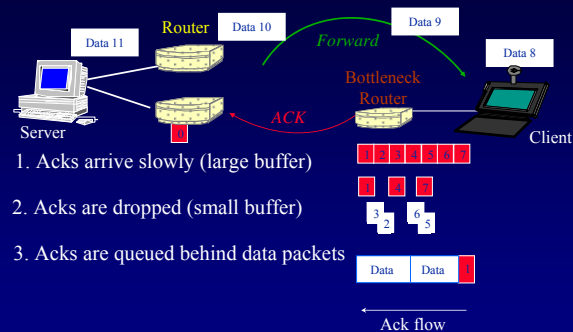 Data 11
Router
Data 10
Forward
Data 9
Data 8
Bottleneck
Router
ACK
0
Server
Client
1. Acks arrive slowly (large buffer)
1 2 3 4 5 6 7
2. Acks are dropped (small buffer)
1 4 7
3 2 6 5
3. Acks are queued behind data packets
Data Data 1
Ack flow